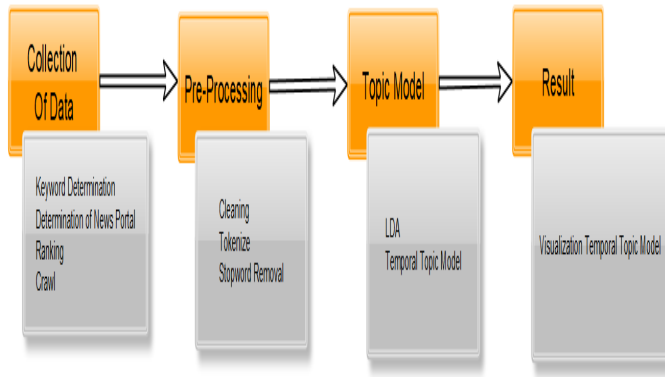 Collection
Of Data
Pre-Processing
Topic Model
Result
Keyword Determination
Determination of News Portal
Ranking
Crawl
Cleaning
Tokenize
Stopword Removal
LDA
Temporal Topic Model
Visualization Temporal Topic Model